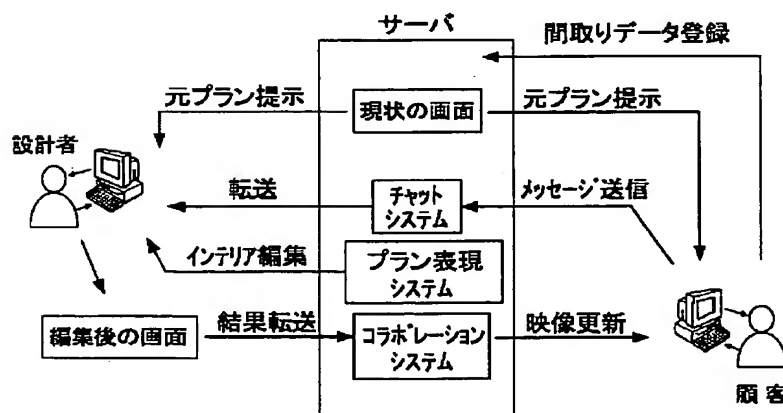 サーバ
間取りデータ登録
元プラン提示
現状の画面
元プラン提示
設計者
転送
チャット
システム
メッセージ送信
インテリア編集
プラン表現
システム
編集後の画面
結果転送
コラボレーション
システム
映像更新
顧客